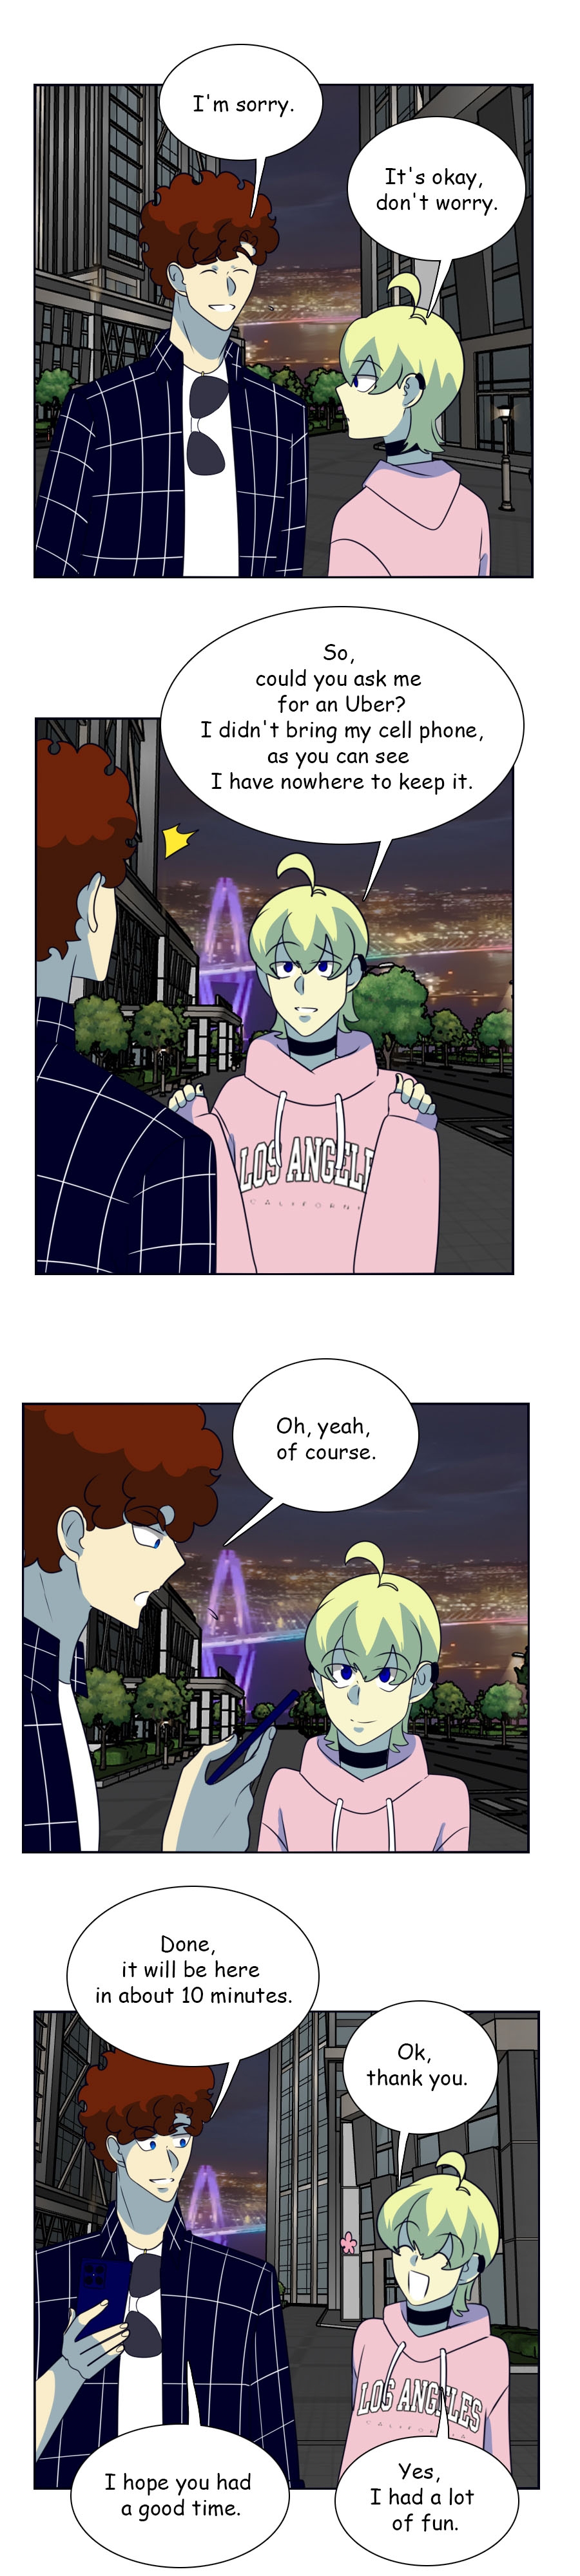 I'm sorry.
It's okay,
don't worry.
So,
could you ask me
for an Uber?
I didn't bring my cell phone,
as you can see
I have nowhere to keep it.
LOS ANGELE
CALIFORNI
Oh, yeah,
of course.
Done,
it will be here
in about 10 minutes.
Ok,
thank you.
LOS ANGELES
CALIFORNIA
I hope you had
a good time.
Yes,
I had a lot
of fun.